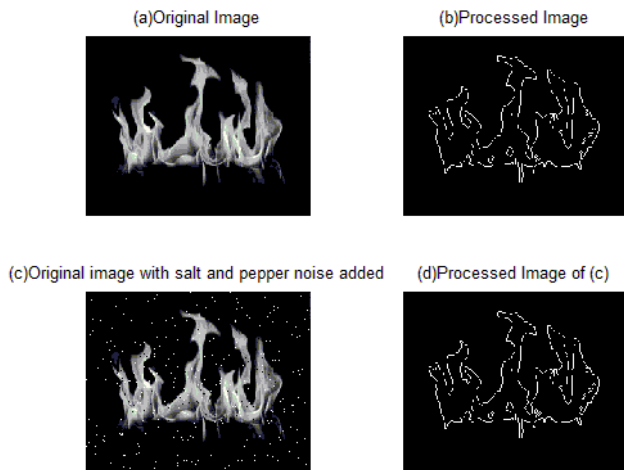 (a)Original Image
(b)Processed Image
(c)Original image with salt and pepper noise added
(d)Processed Image of (c)